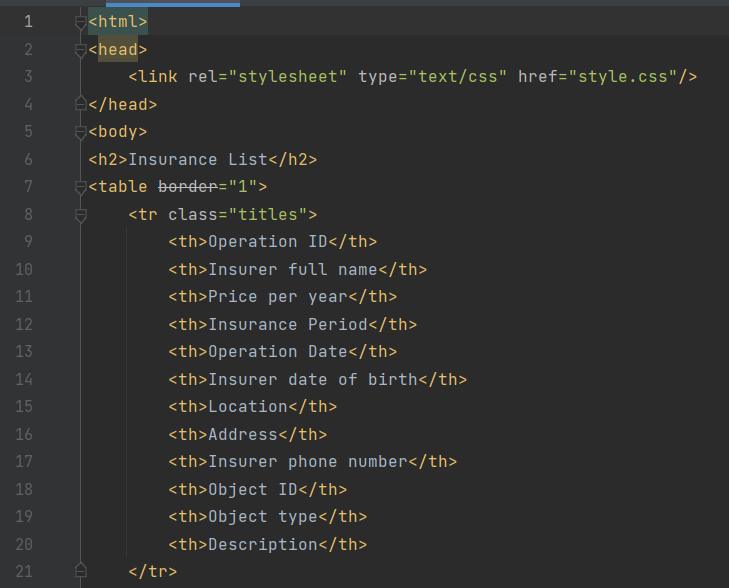 1 <html>
2 <head>
3 <link rel="stylesheet" type="text/css" href="style.css"/>
4 </head>
5 <body>
6 <h2>Insurance List</h2>
7 <table border="1">
8 <tr class="titles">
9 <th>Operation ID</th>
10 <th>Insurer full name</th>
11 <th>Price per year</th>
12 <th>Insurance Period</th>
13 <th>Operation Date</th>
14 <th>Insurer date of birth</th>
15 <th>Location</th>
16 <th>Address</th>
17 <th>Insurer phone number</th>
18 <th>Object ID</th>
19 <th>Object type</th>
20 <th>Description</th>
21 </tr>